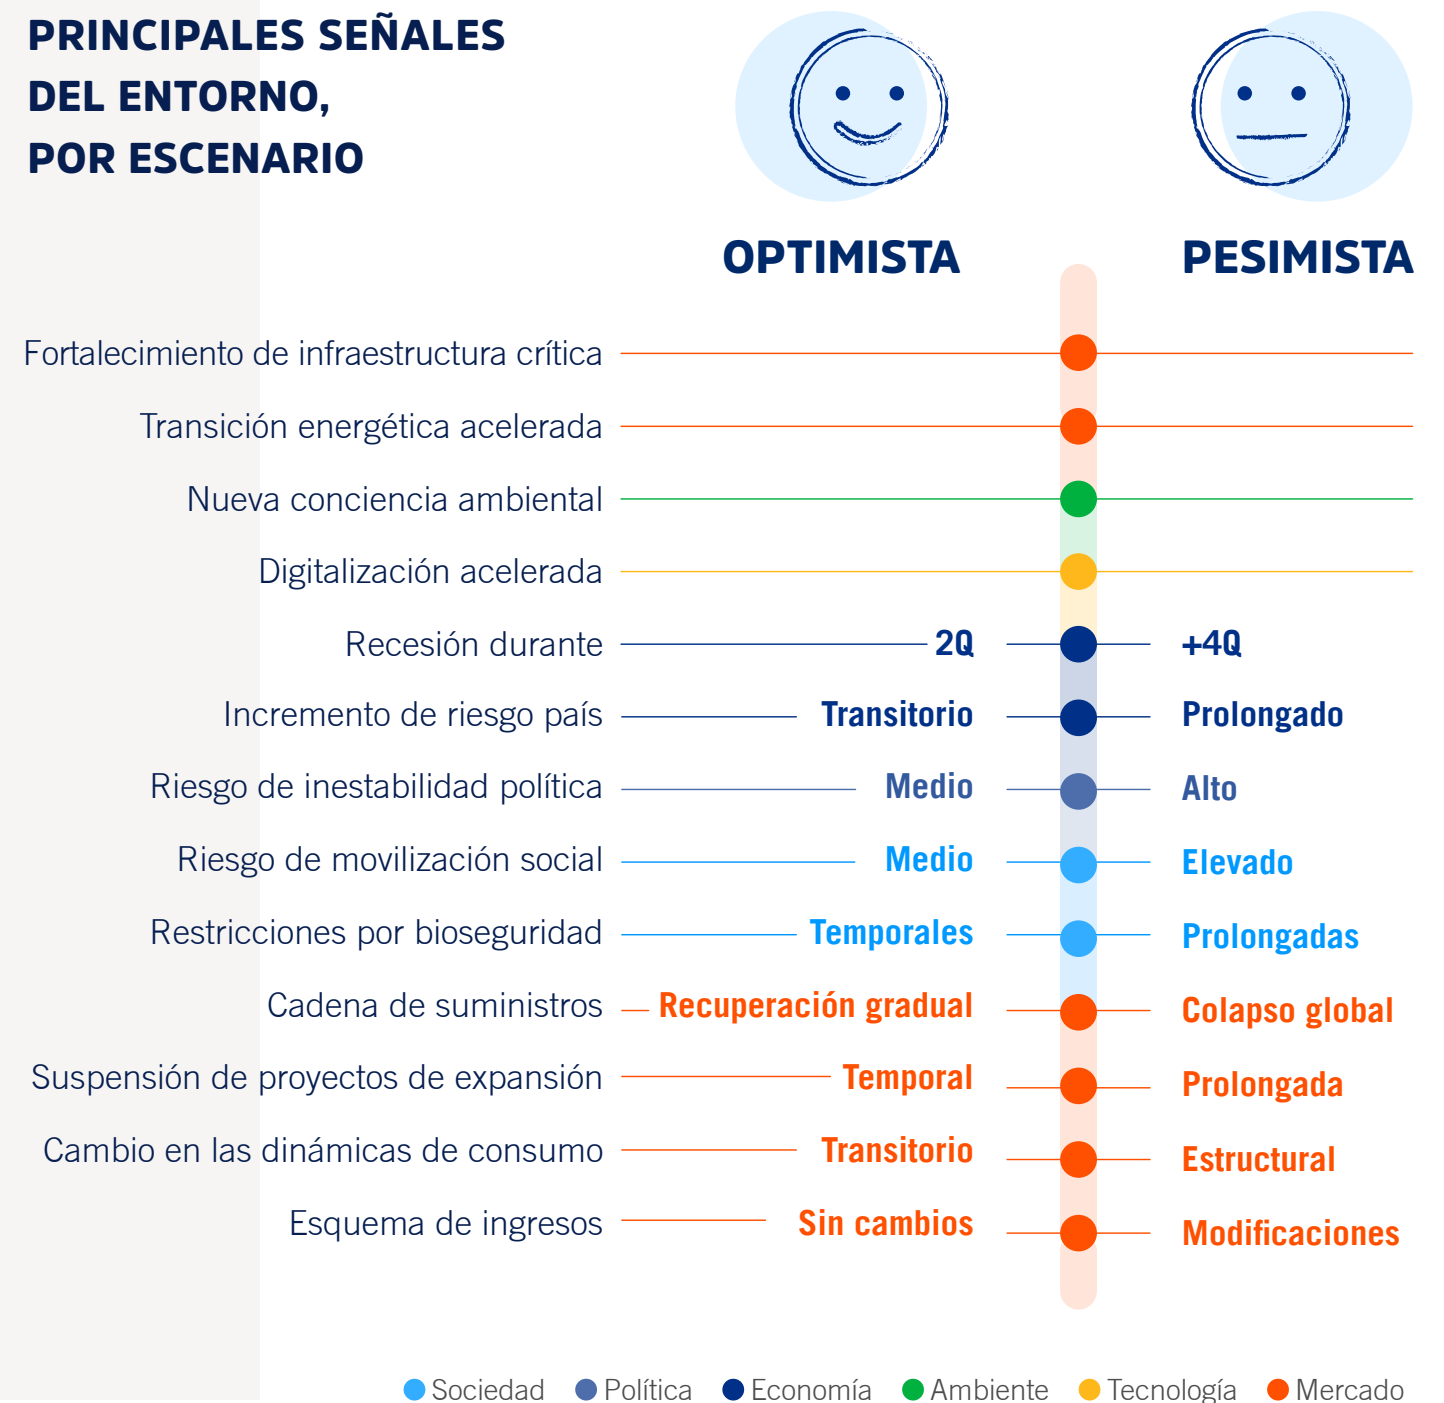 PRINCIPALES SEÑALES
DEL ENTORNO,
POR ESCENARIO
OPTIMISTA PESIMISTA
Fortalecimiento de infraestructura crítica
Transición energética acelerada
Nueva conciencia ambiental
Digitalización acelerada
Recesión durante 2Q +4Q
Incremento de riesgo país Transitorio Prolongado
Riesgo de inestabilidad política Medio Alto
Riesgo de movilización social Medio Elevado
Restricciones por bioseguridad Temporales Prolongadas
Cadena de suministros Recuperación gradual Colapso global
Suspensión de proyectos de expansión Temporal Prolongada
Cambio en las dinámicas de consumo Transitorio Estructural
Esquema de ingresos Sin cambios Modificaciones
Sociedad Política Economía Ambiente Tecnología Mercado